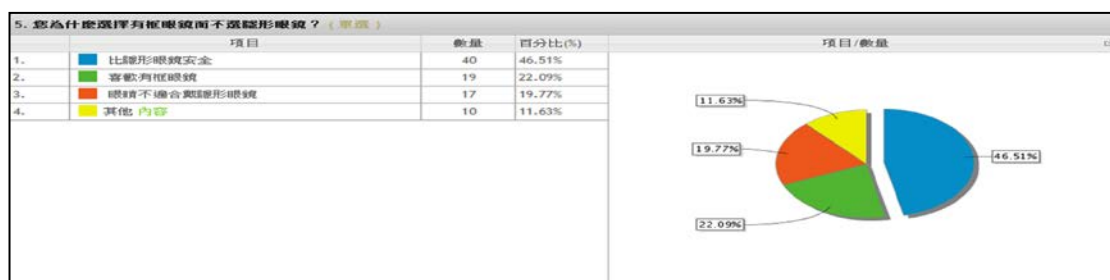 5. 您為什麼選擇有框眼鏡而不選隱形眼鏡？（單選）
項目 數量 百分比(%) 項目/數量
1. 比隱形眼鏡安全 40 46.51%
2. 喜歡有框眼鏡 19 22.09%
3. 眼睛不適合戴隱形眼鏡 17 19.77%
4. 其他 內容 10 11.63%
11.63%
19.77%
46.51%
22.09%